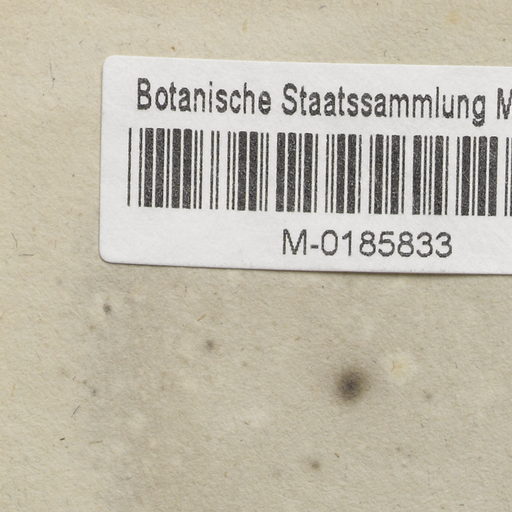 Botanische Staatssammlung M
M-0185833